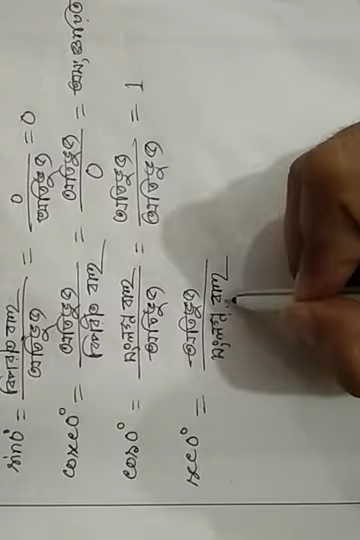 sin0° = বিপরীত বাহু / অতিভুজ = 0 / অতিভুজ = 0
cosec0° = অতিভুজ / বিপরীত বাহু = অতিভুজ / 0 = অসংজ্ঞায়িত
cos0° = সন্নিহিত বাহু / অতিভুজ = অতিভুজ / অতিভুজ = 1
sec0° = অতিভুজ / সন্নিহিত বাহু